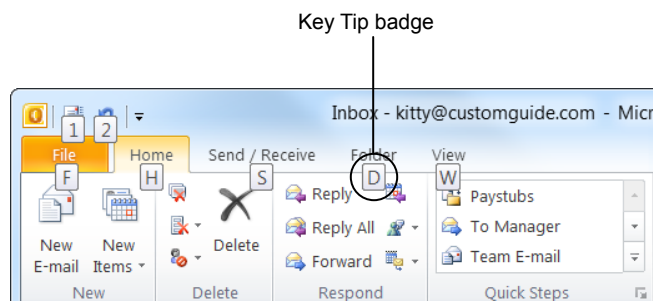 Key Tip badge
Inbox - kitty@customguide.com - Micr
1 2
File Home Send / Receive Folder View
F H S D W
Reply Paystubs
Reply All To Manager
New New Delete
E-mail Items Forward Team E-mail
New Delete Respond Quick Steps